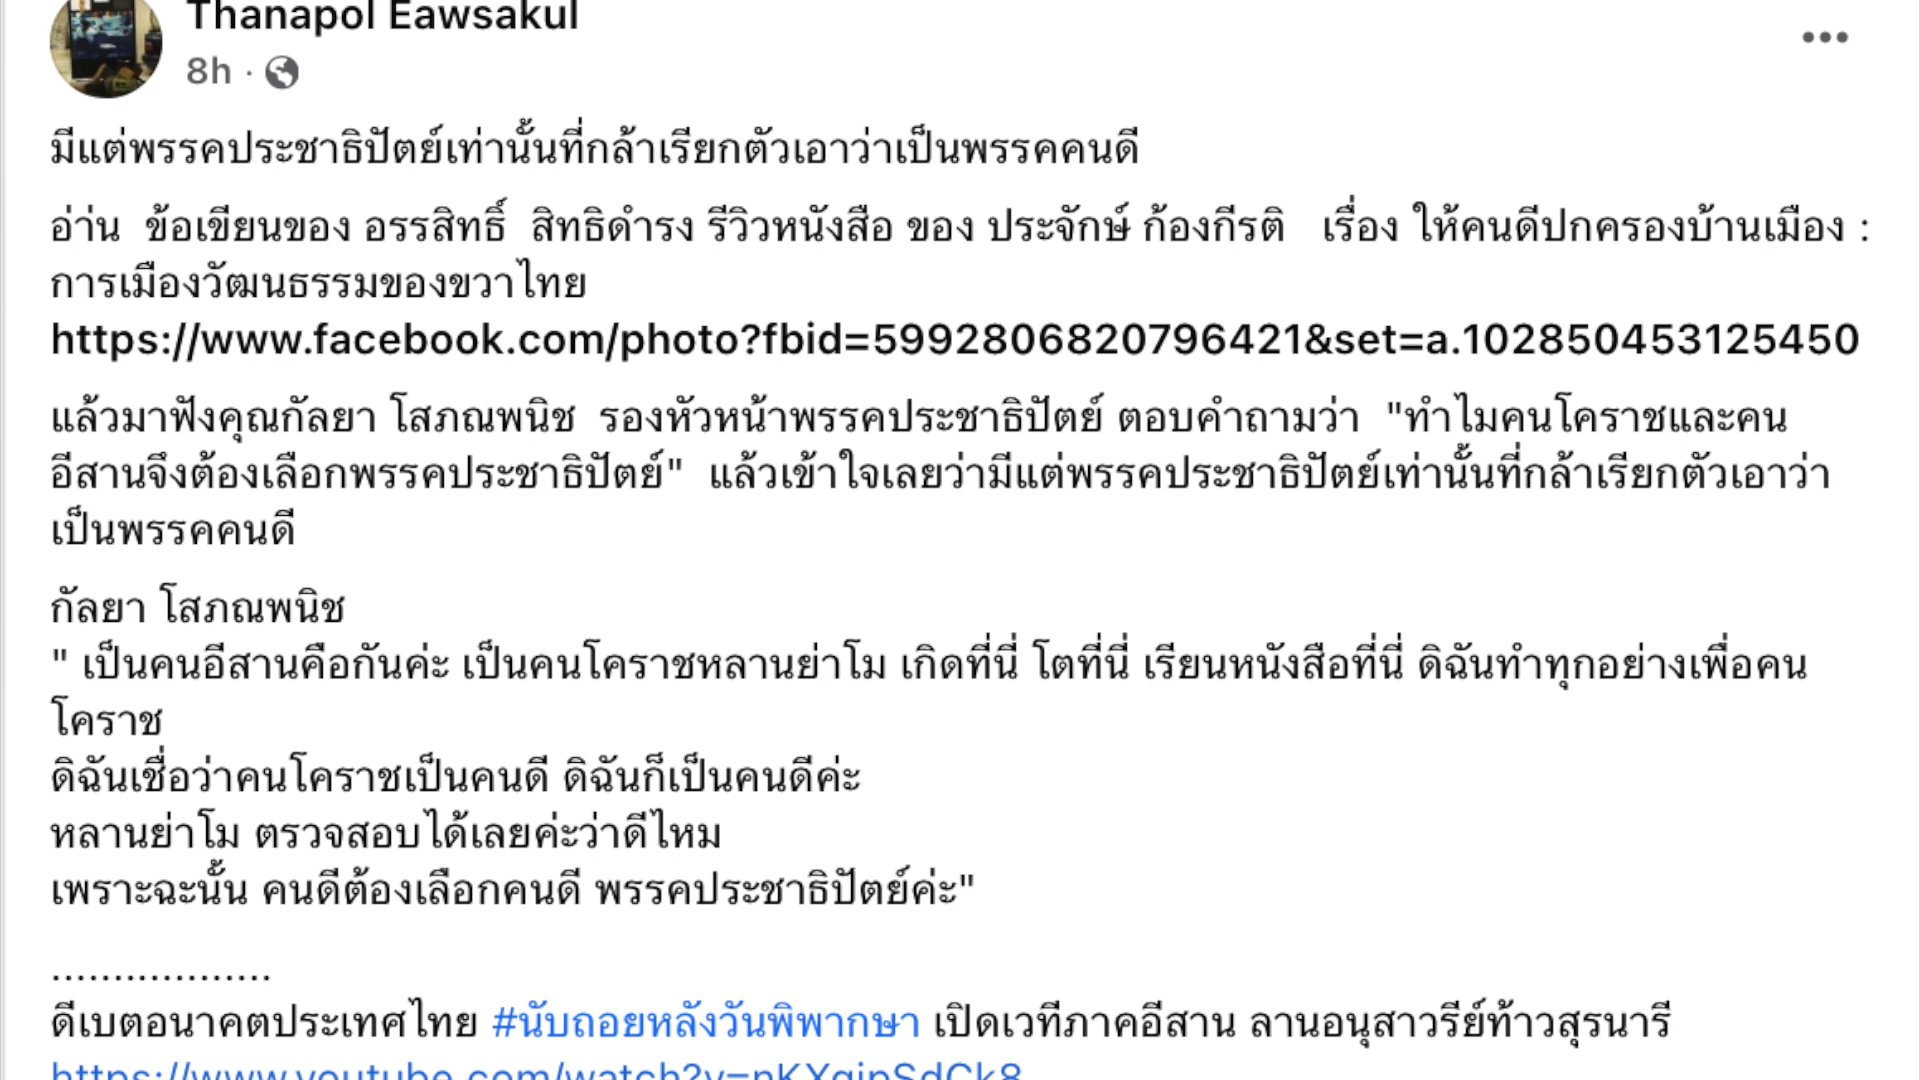 Thanapol Eawsakul
8h ·
มีแต่พรรคประชาธิปัตย์เท่านั้นที่กล้าเรียกตัวเอาว่าเป็นพรรคคนดี
อ่าน ข้อเขียนของ อรรสิทธิ์ สิทธิดำรง รีวิวหนังสือ ของ ประจักษ์ ก้องกีรติ เรื่อง ให้คนดีปกครองบ้านเมือง :
การเมืองวัฒนธรรมของขวาไทย
https://www.facebook.com/photo?fbid=5992806820796421&set=a.102850453125450
แล้วมาฟังคุณกัลยา โสภณพนิช รองหัวหน้าพรรคประชาธิปัตย์ ตอบคำถามว่า "ทำไมคนโคราชและคน
อีสานจึงต้องเลือกพรรคประชาธิปัตย์" แล้วเข้าใจเลยว่ามีแต่พรรคประชาธิปัตย์เท่านั้นที่กล้าเรียกตัวเอาว่า
เป็นพรรคคนดี
กัลยา โสภณพนิช
" เป็นคนอีสานคือกันค่ะ เป็นคนโคราชหลานย่าโม เกิดที่นี่ โตที่นี่ เรียนหนังสือที่นี่ ดิฉันทำทุกอย่างเพื่อคน
โคราช
ดิฉันเชื่อว่าคนโคราชเป็นคนดี ดิฉันก็เป็นคนดีค่ะ
หลานย่าโม ตรวจสอบได้เลยค่ะว่าดีไหม
เพราะฉะนั้น คนดีต้องเลือกคนดี พรรคประชาธิปัตย์ค่ะ"
..................
ดีเบตอนาคตประเทศไทย #นับถอยหลังวันพิพากษา เปิดเวทีภาคอีสาน ลานอนุสาวรีย์ท้าวสุรนารี
https://www.youtube.com/watch?v=nKXqipSdCk8